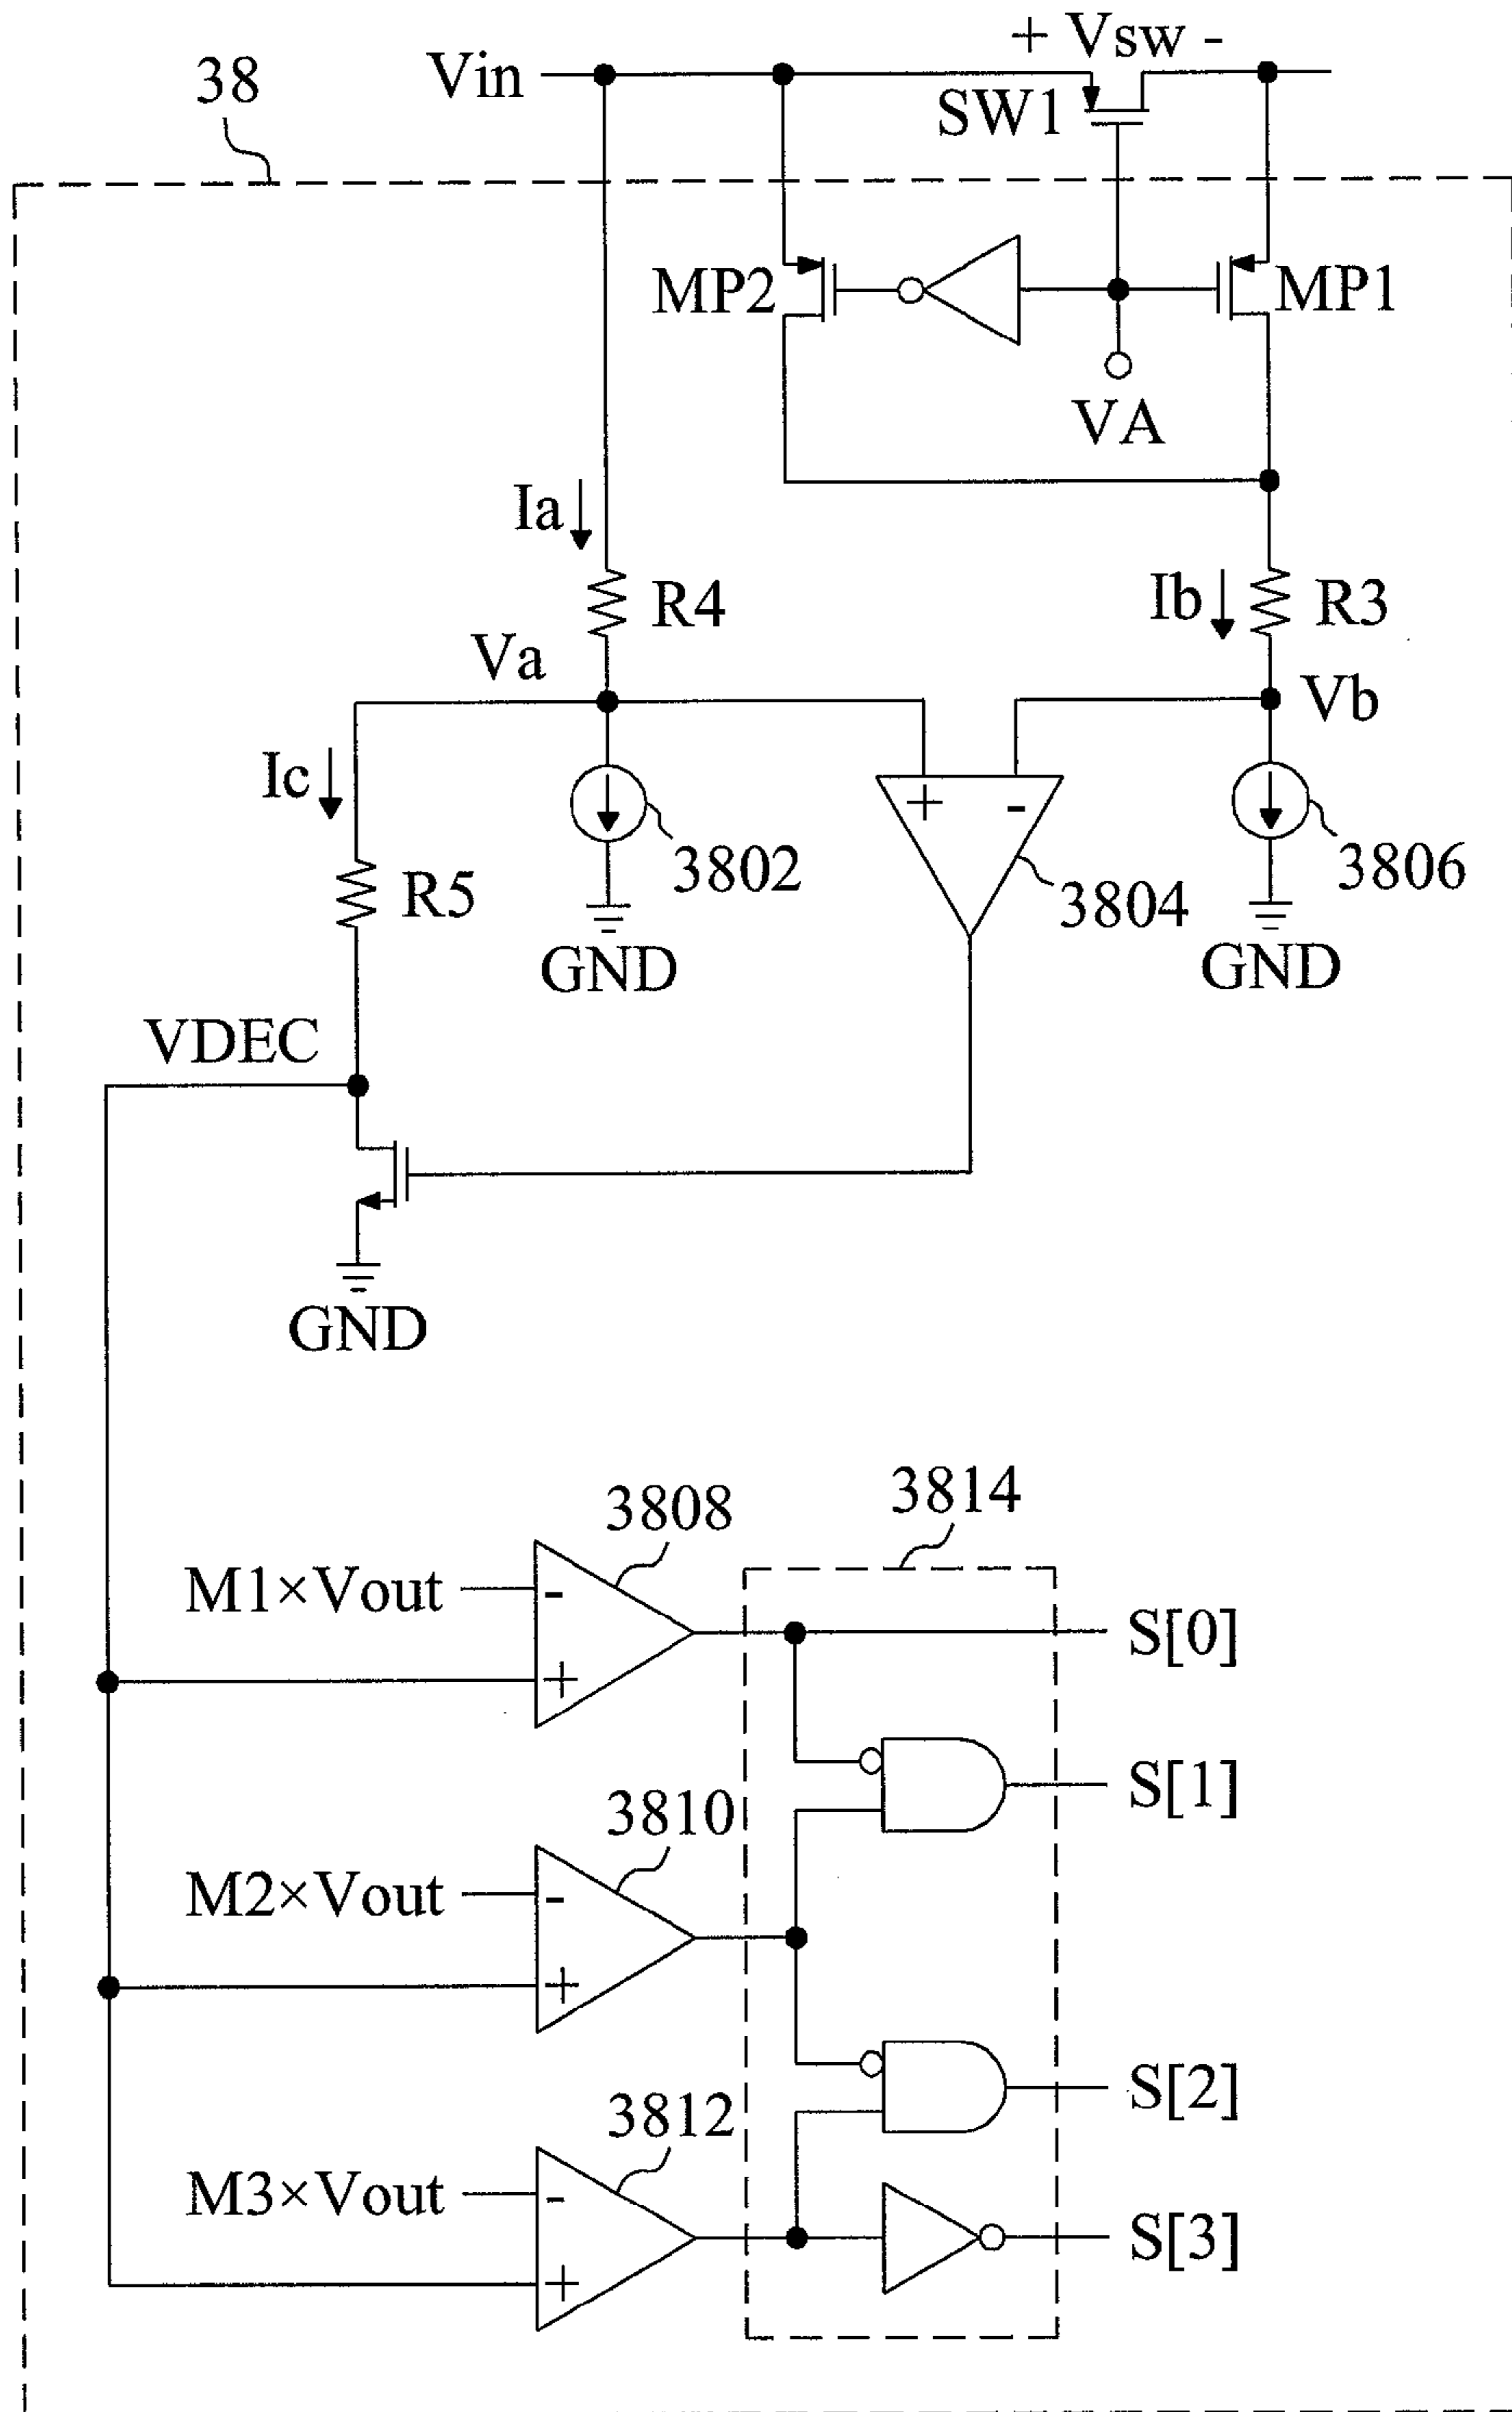 + Vsw -
Vin
38
SW1
MP2
MP1
VA
Ia
R4
Ib
R3
Va
Vb
Ic
+
-
3802
3806
R5
3804
GND
GND
VDEC
GND
3808
3814
M1×Vout
-
S[0]
+
S[1]
3810
M2×Vout
-
+
S[2]
3812
M3×Vout
-
S[3]
+